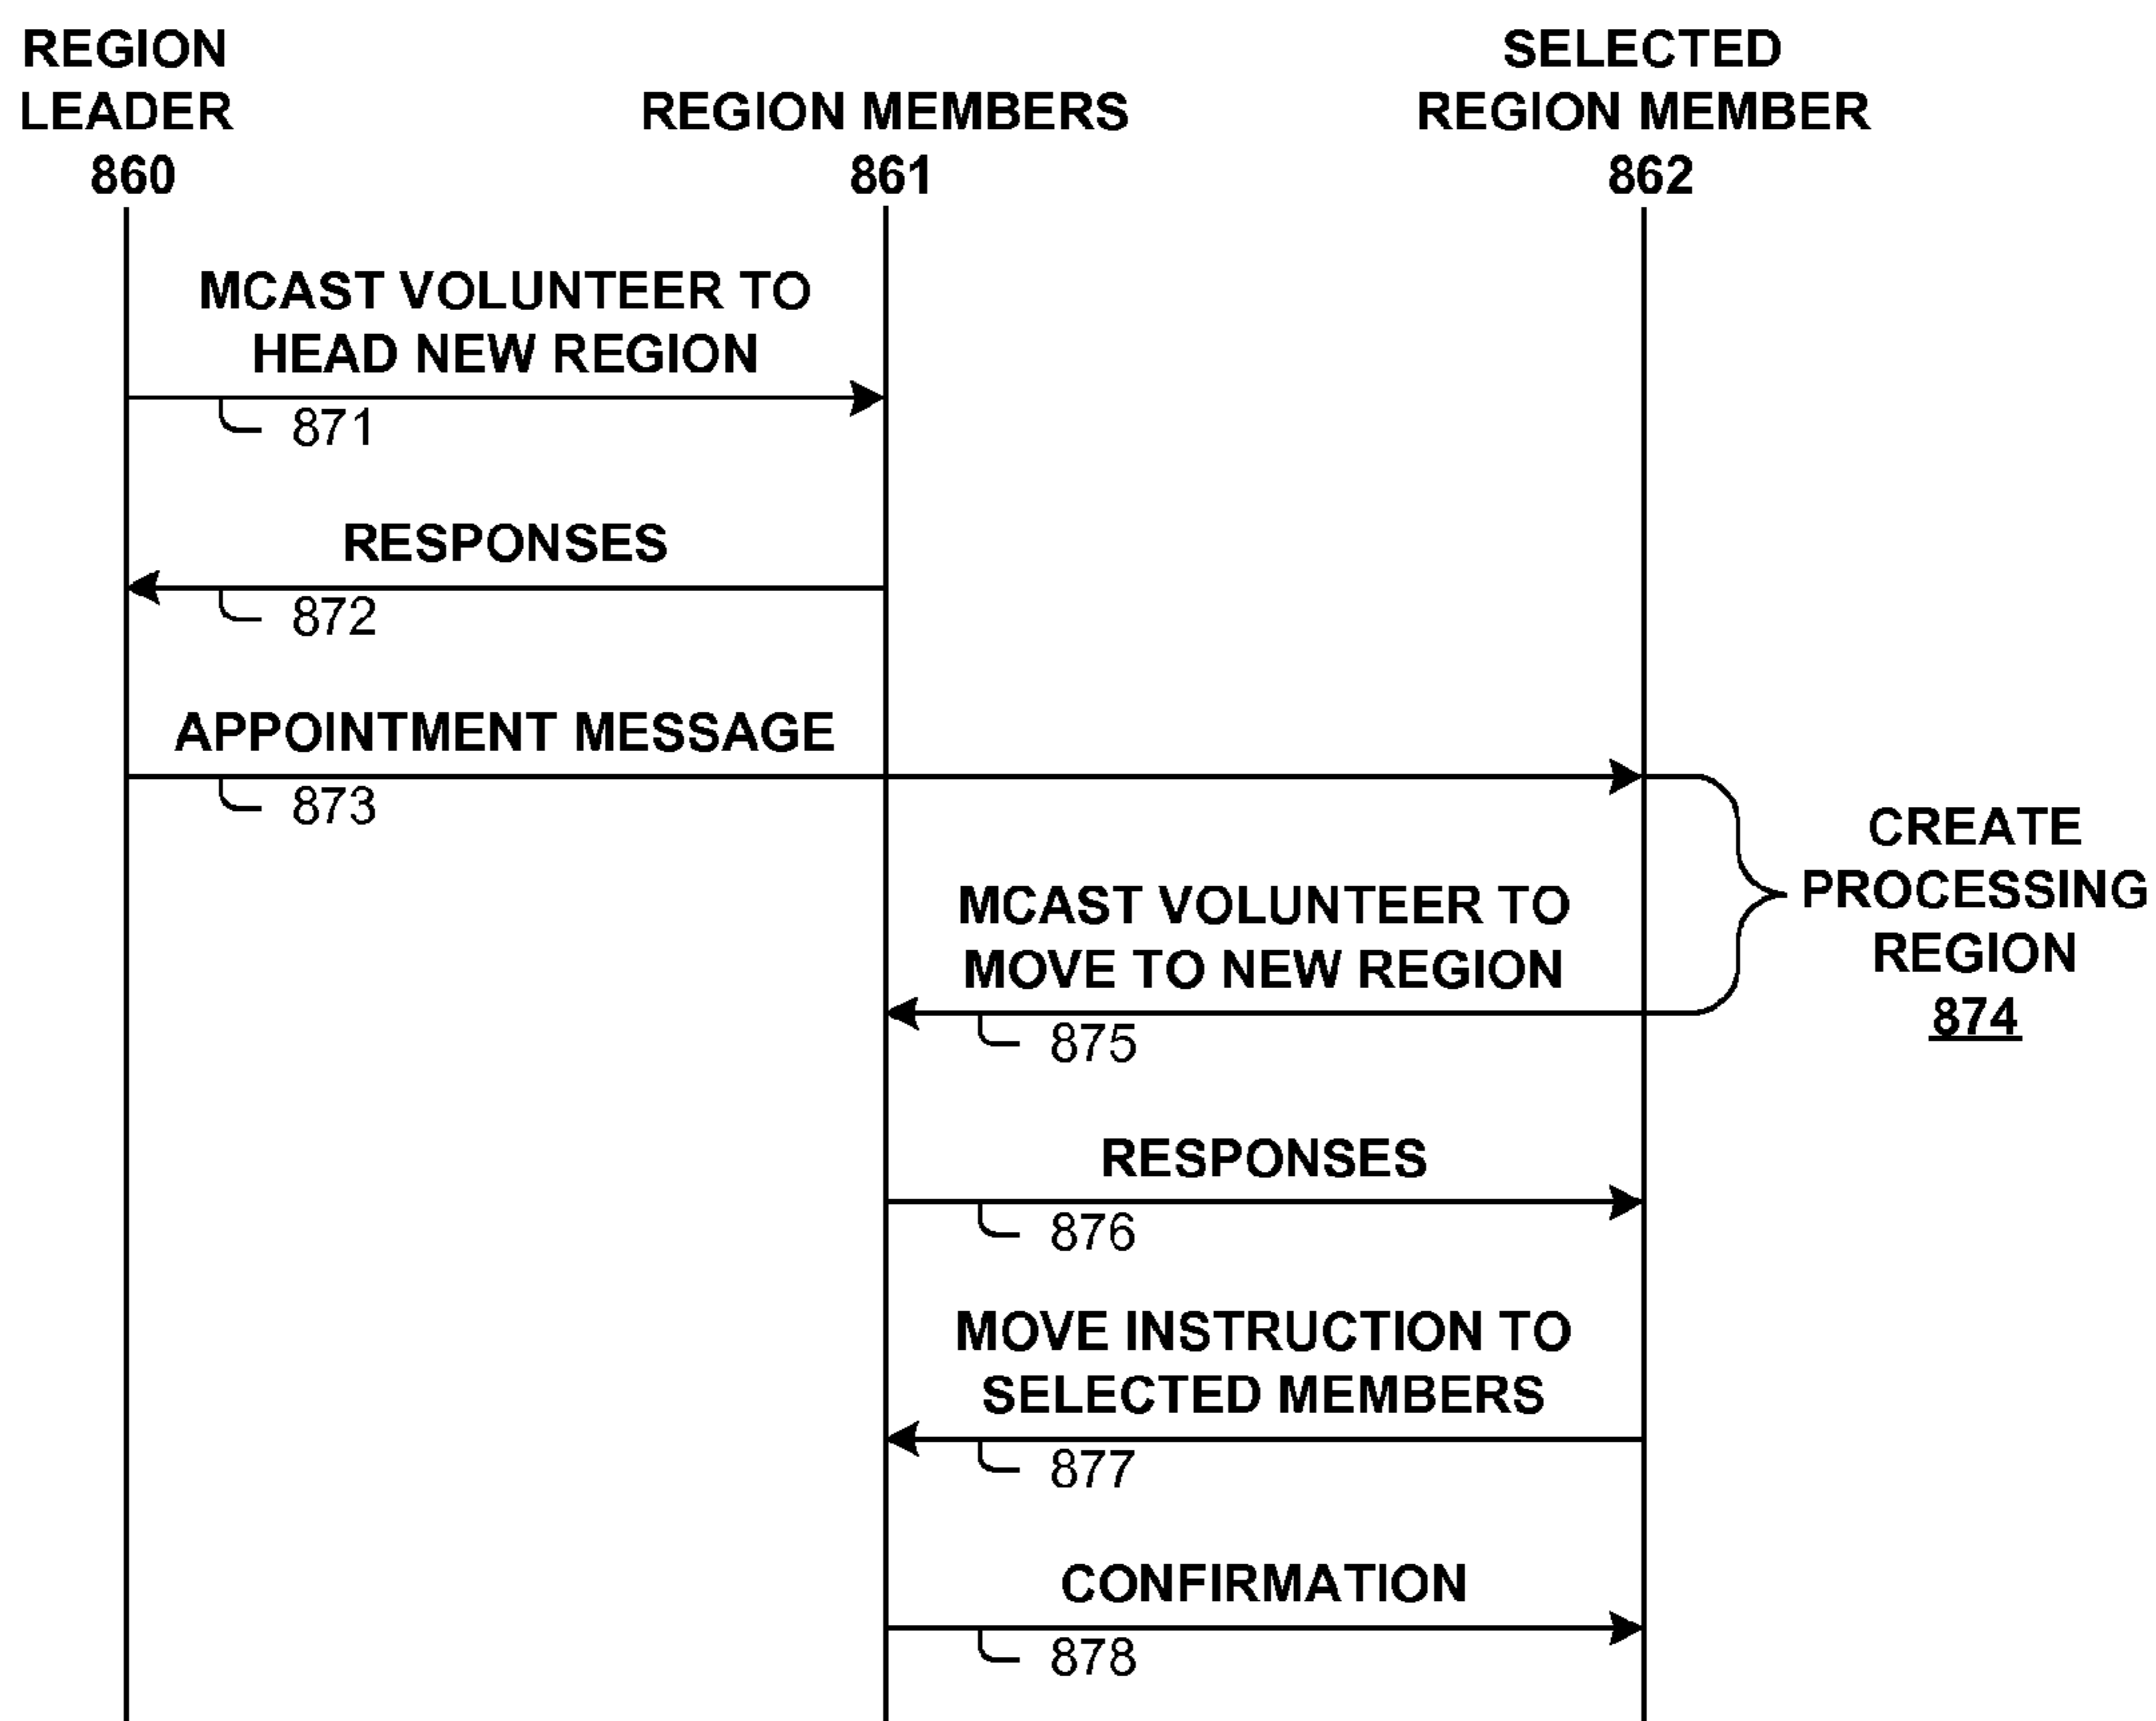 REGION
LEADER
860
REGION MEMBERS
861
SELECTED
REGION MEMBER
862
MCAST VOLUNTEER TO
HEAD NEW REGION
871
RESPONSES
872
APPOINTMENT MESSAGE
873
CREATE
PROCESSING
REGION
874
MCAST VOLUNTEER TO
MOVE TO NEW REGION
875
RESPONSES
876
MOVE INSTRUCTION TO
SELECTED MEMBERS
877
CONFIRMATION
878